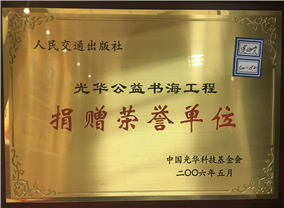 人民交通出版社
光华公益书海工程
捐赠荣誉单位
中国光华科技基金会
二〇〇六年五月